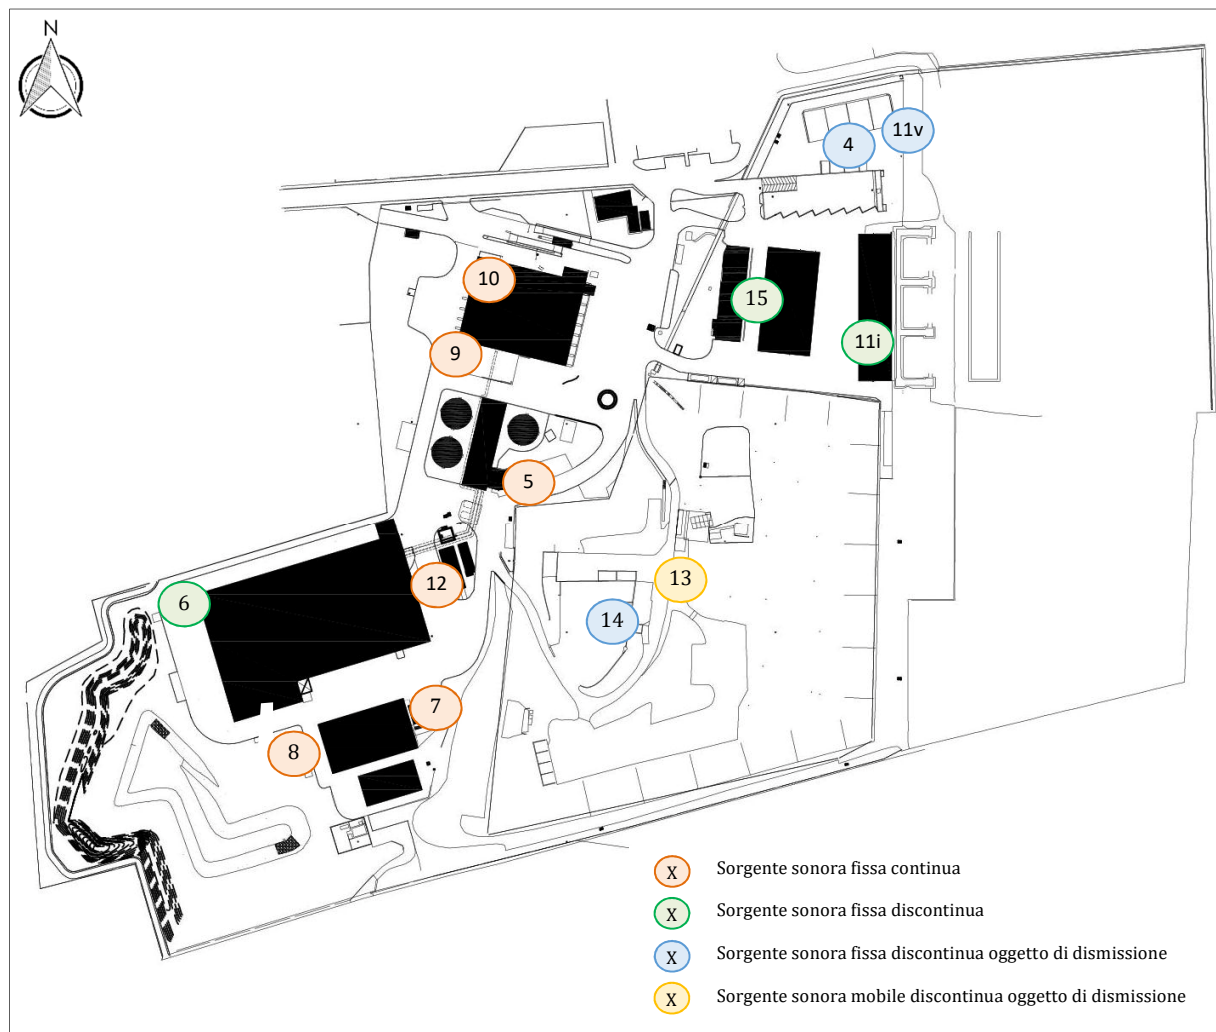 N
11v
4
10
15
11i
9
5
13
12
6
14
7
8
X Sorgente sonora fissa continua
X Sorgente sonora fissa discontinua
X Sorgente sonora fissa discontinua oggetto di dismissione
X Sorgente sonora mobile discontinua oggetto di dismissione